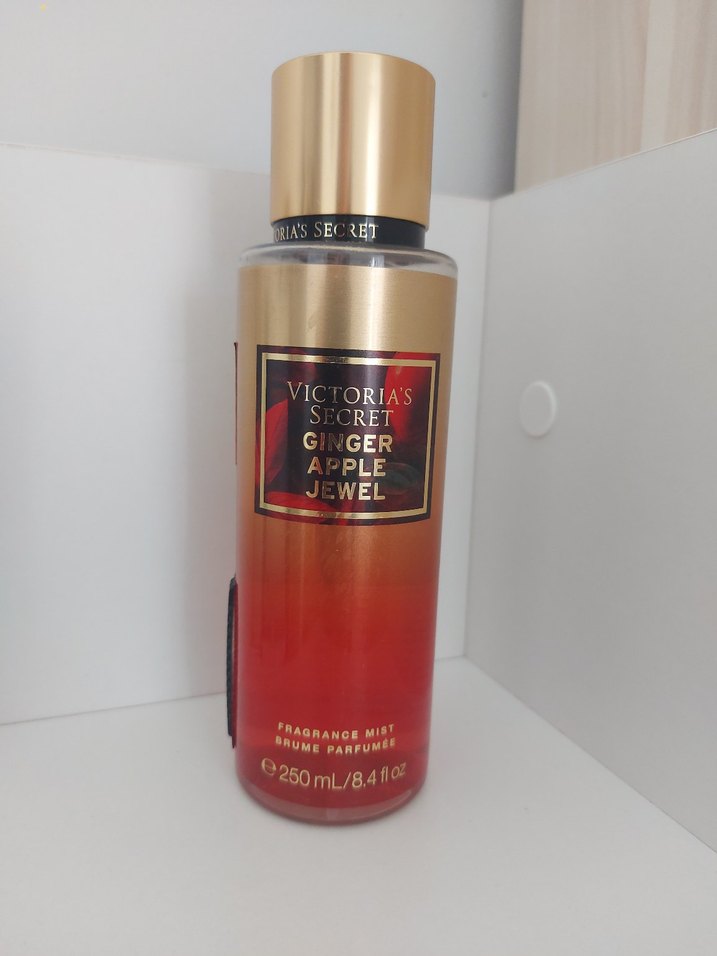 ORIA'S SECRET
VICTORIA'S
SECRET
GINGER
APPLE
JEWEL
FRAGRANCE MIST
BRUME PARFUMÉE
℮ 250 mL/8.4 fl oz